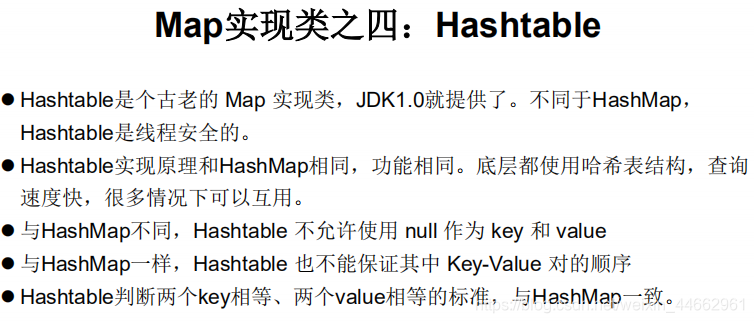 Map实现类之四：Hashtable
● Hashtable是个古老的 Map 实现类，JDK1.0就提供了。不同于HashMap，
Hashtable是线程安全的。
● Hashtable实现原理和HashMap相同，功能相同。底层都使用哈希表结构，查询
速度快，很多情况下可以互用。
● 与HashMap不同，Hashtable 不允许使用 null 作为 key 和 value
● 与HashMap一样，Hashtable 也不能保证其中 Key-Value 对的顺序
● Hashtable判断两个key相等、两个value相等的标准，与HashMap一致。